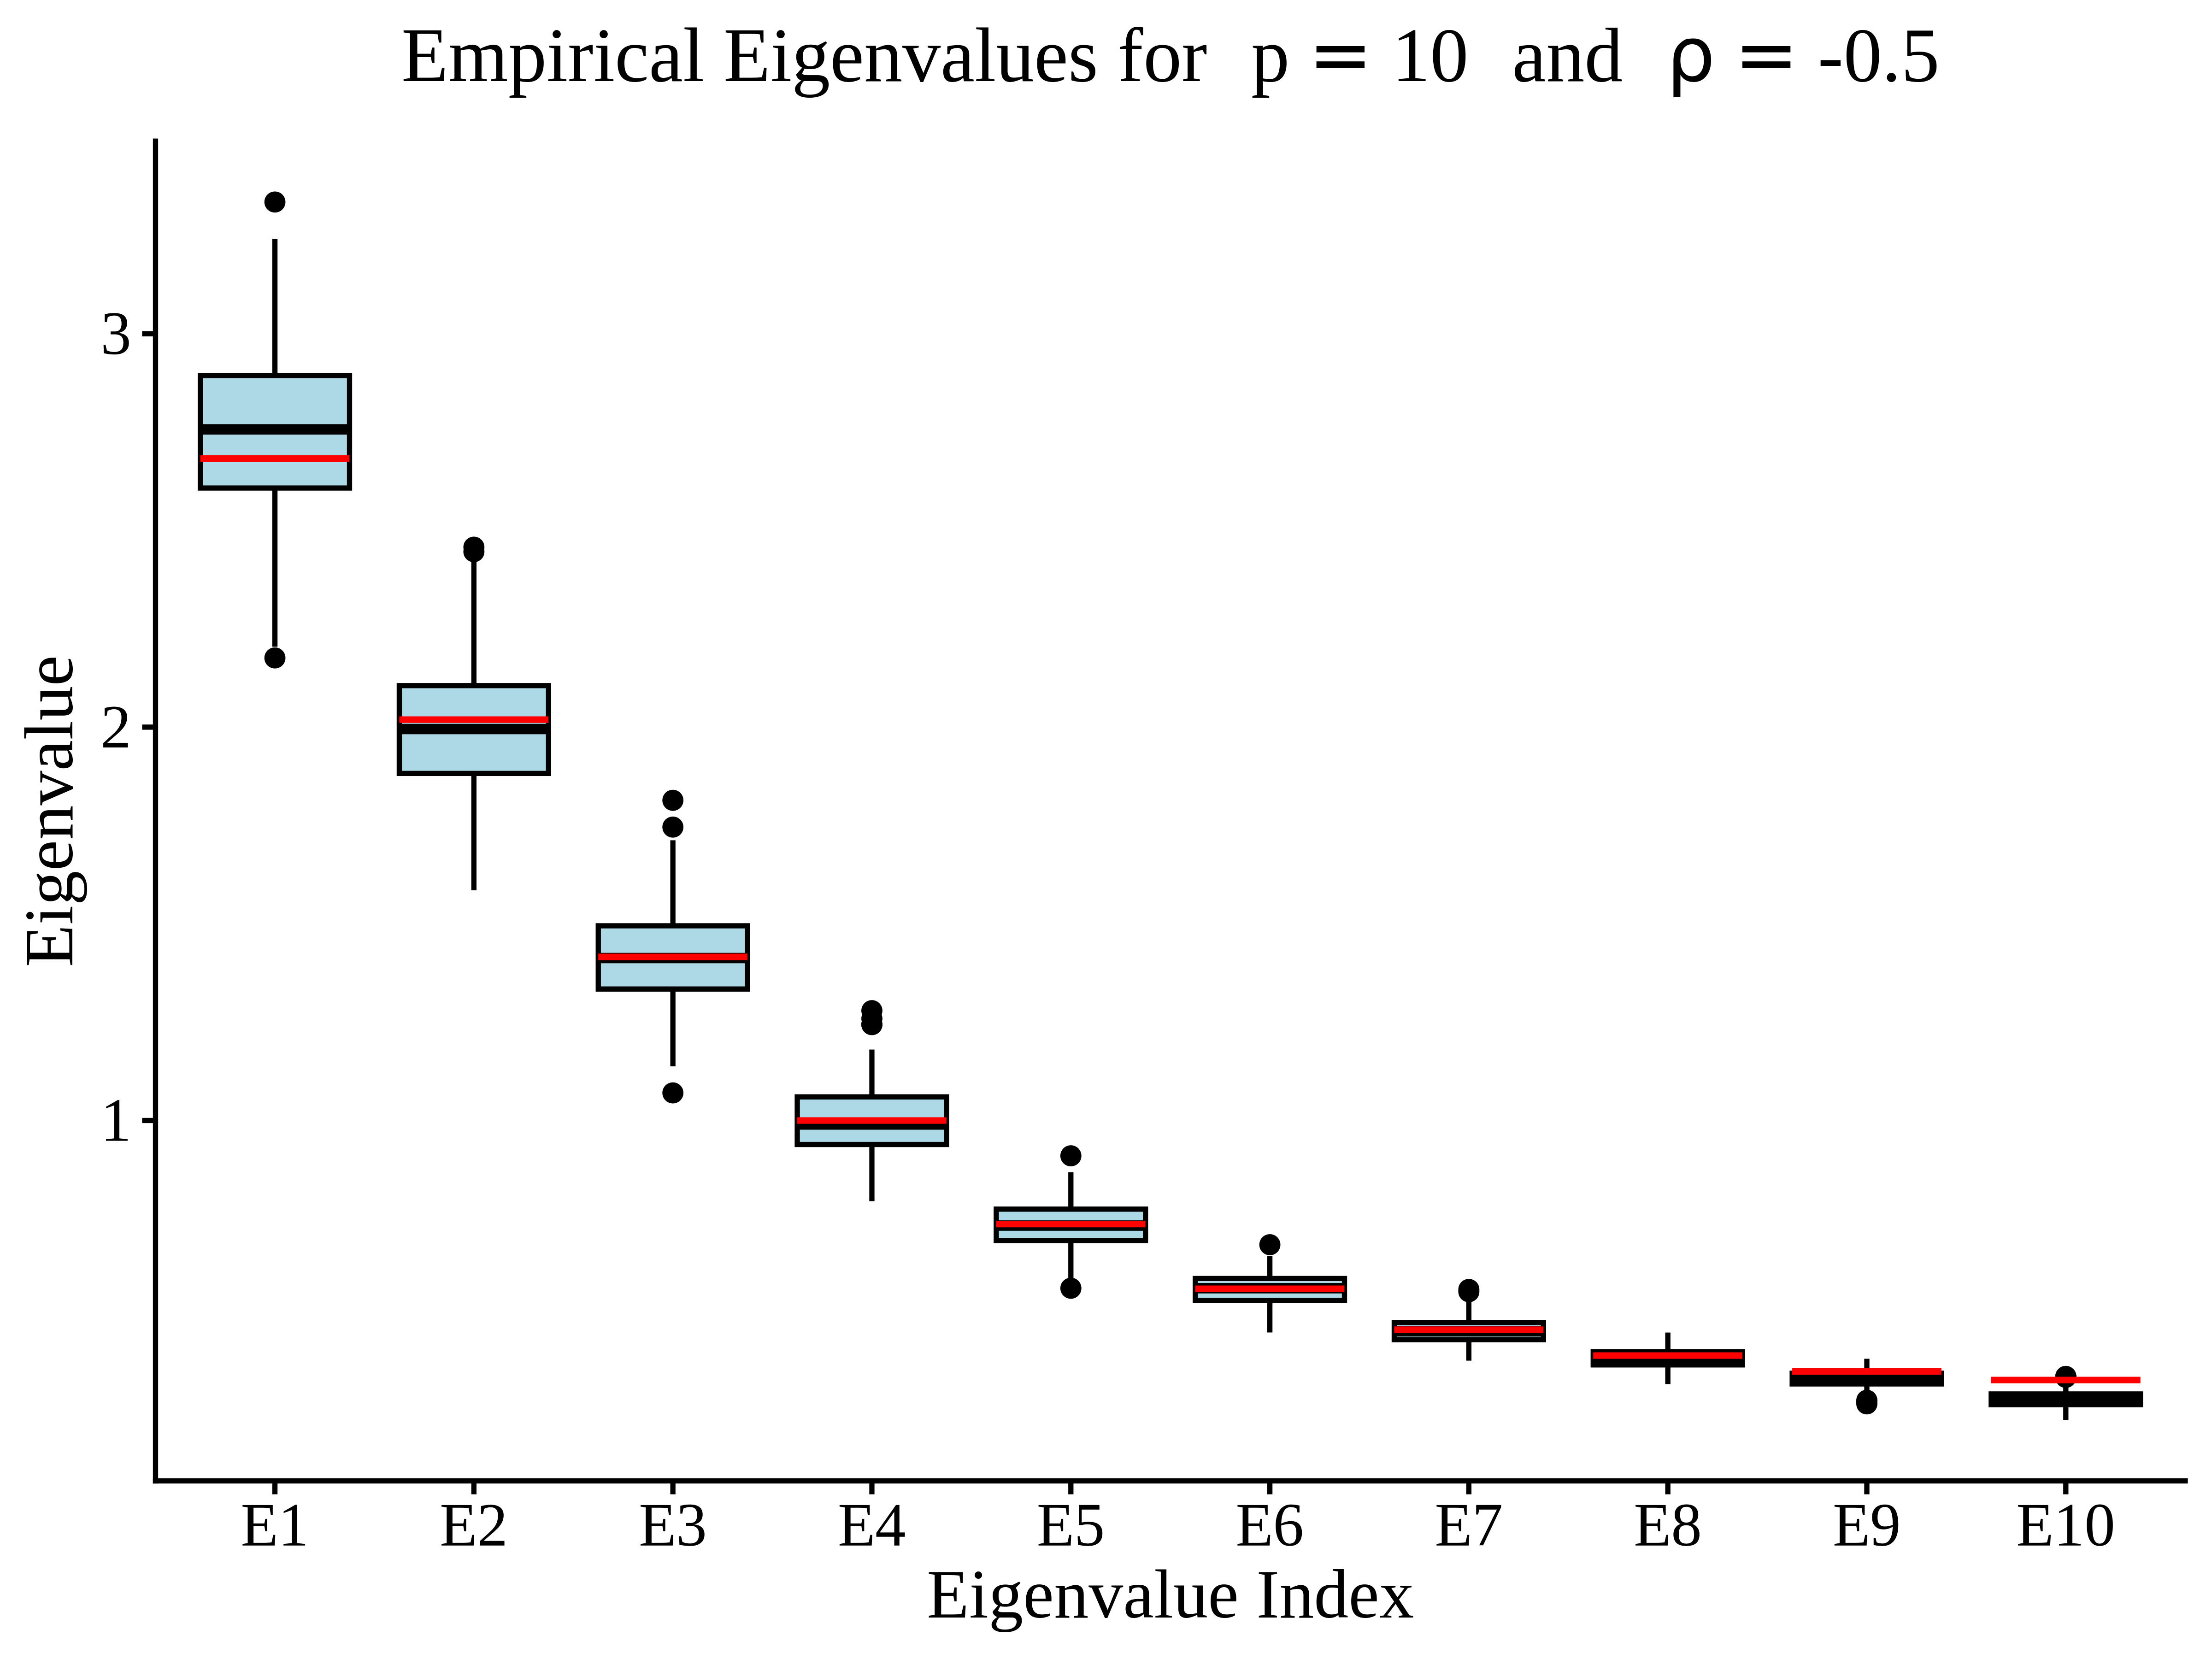 Empirical Eigenvalues for p = 10 and ρ = -0.5
Eigenvalue
3
2
1
E1 E2 E3 E4 E5 E6 E7 E8 E9 E10
Eigenvalue Index